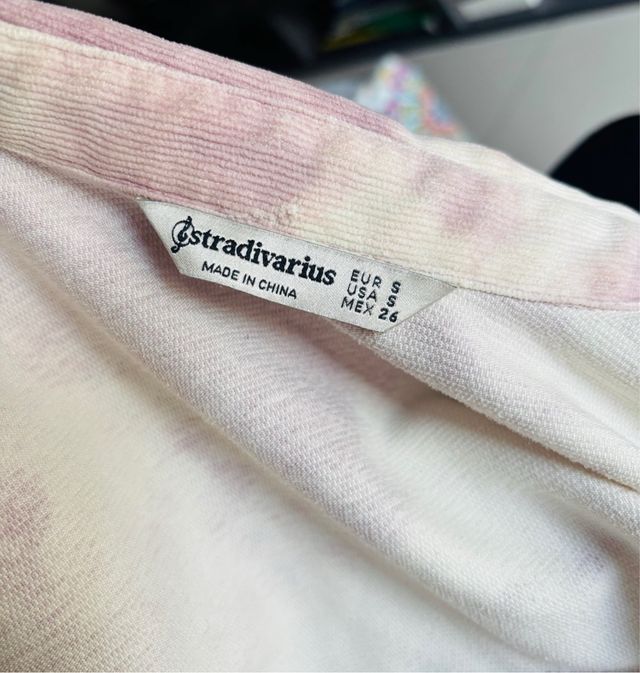 stradivarius
MADE IN CHINA
EUR S
USA S
MEX 26